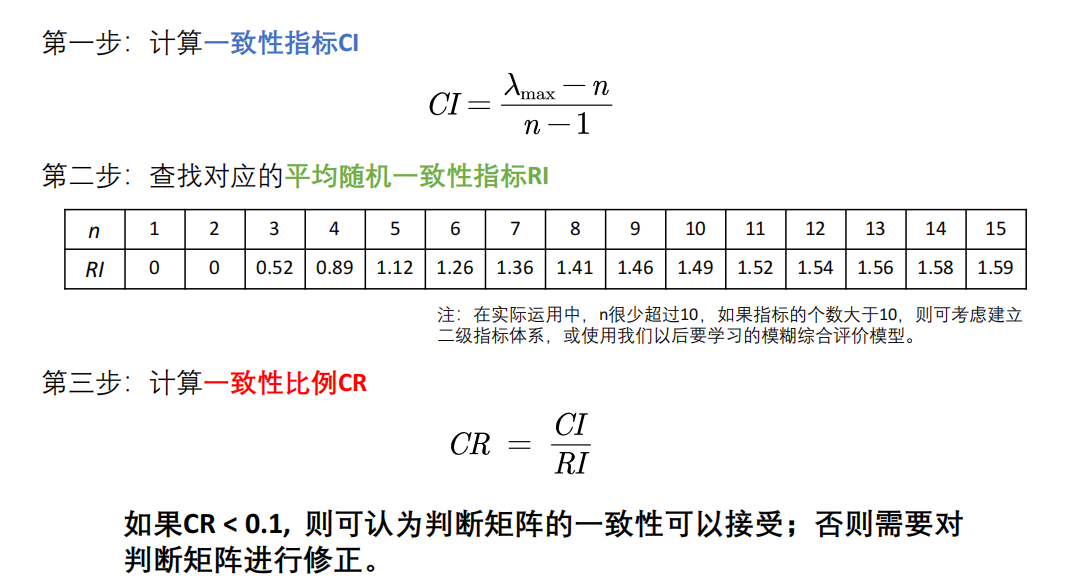 第一步：计算一致性指标CI
CI = (λmax − n) / (n − 1)
第二步：查找对应的平均随机一致性指标RI
n 1 2 3 4 5 6 7 8 9 10 11 12 13 14 15
RI 0 0 0.52 0.89 1.12 1.26 1.36 1.41 1.46 1.49 1.52 1.54 1.56 1.58 1.59
注：在实际运用中，n很少超过10，如果指标的个数大于10，则可考虑建立
二级指标体系，或使用我们以后要学习的模糊综合评价模型。
第三步：计算一致性比例CR
CR = CI / RI
如果CR < 0.1, 则可认为判断矩阵的一致性可以接受；否则需要对
判断矩阵进行修正。